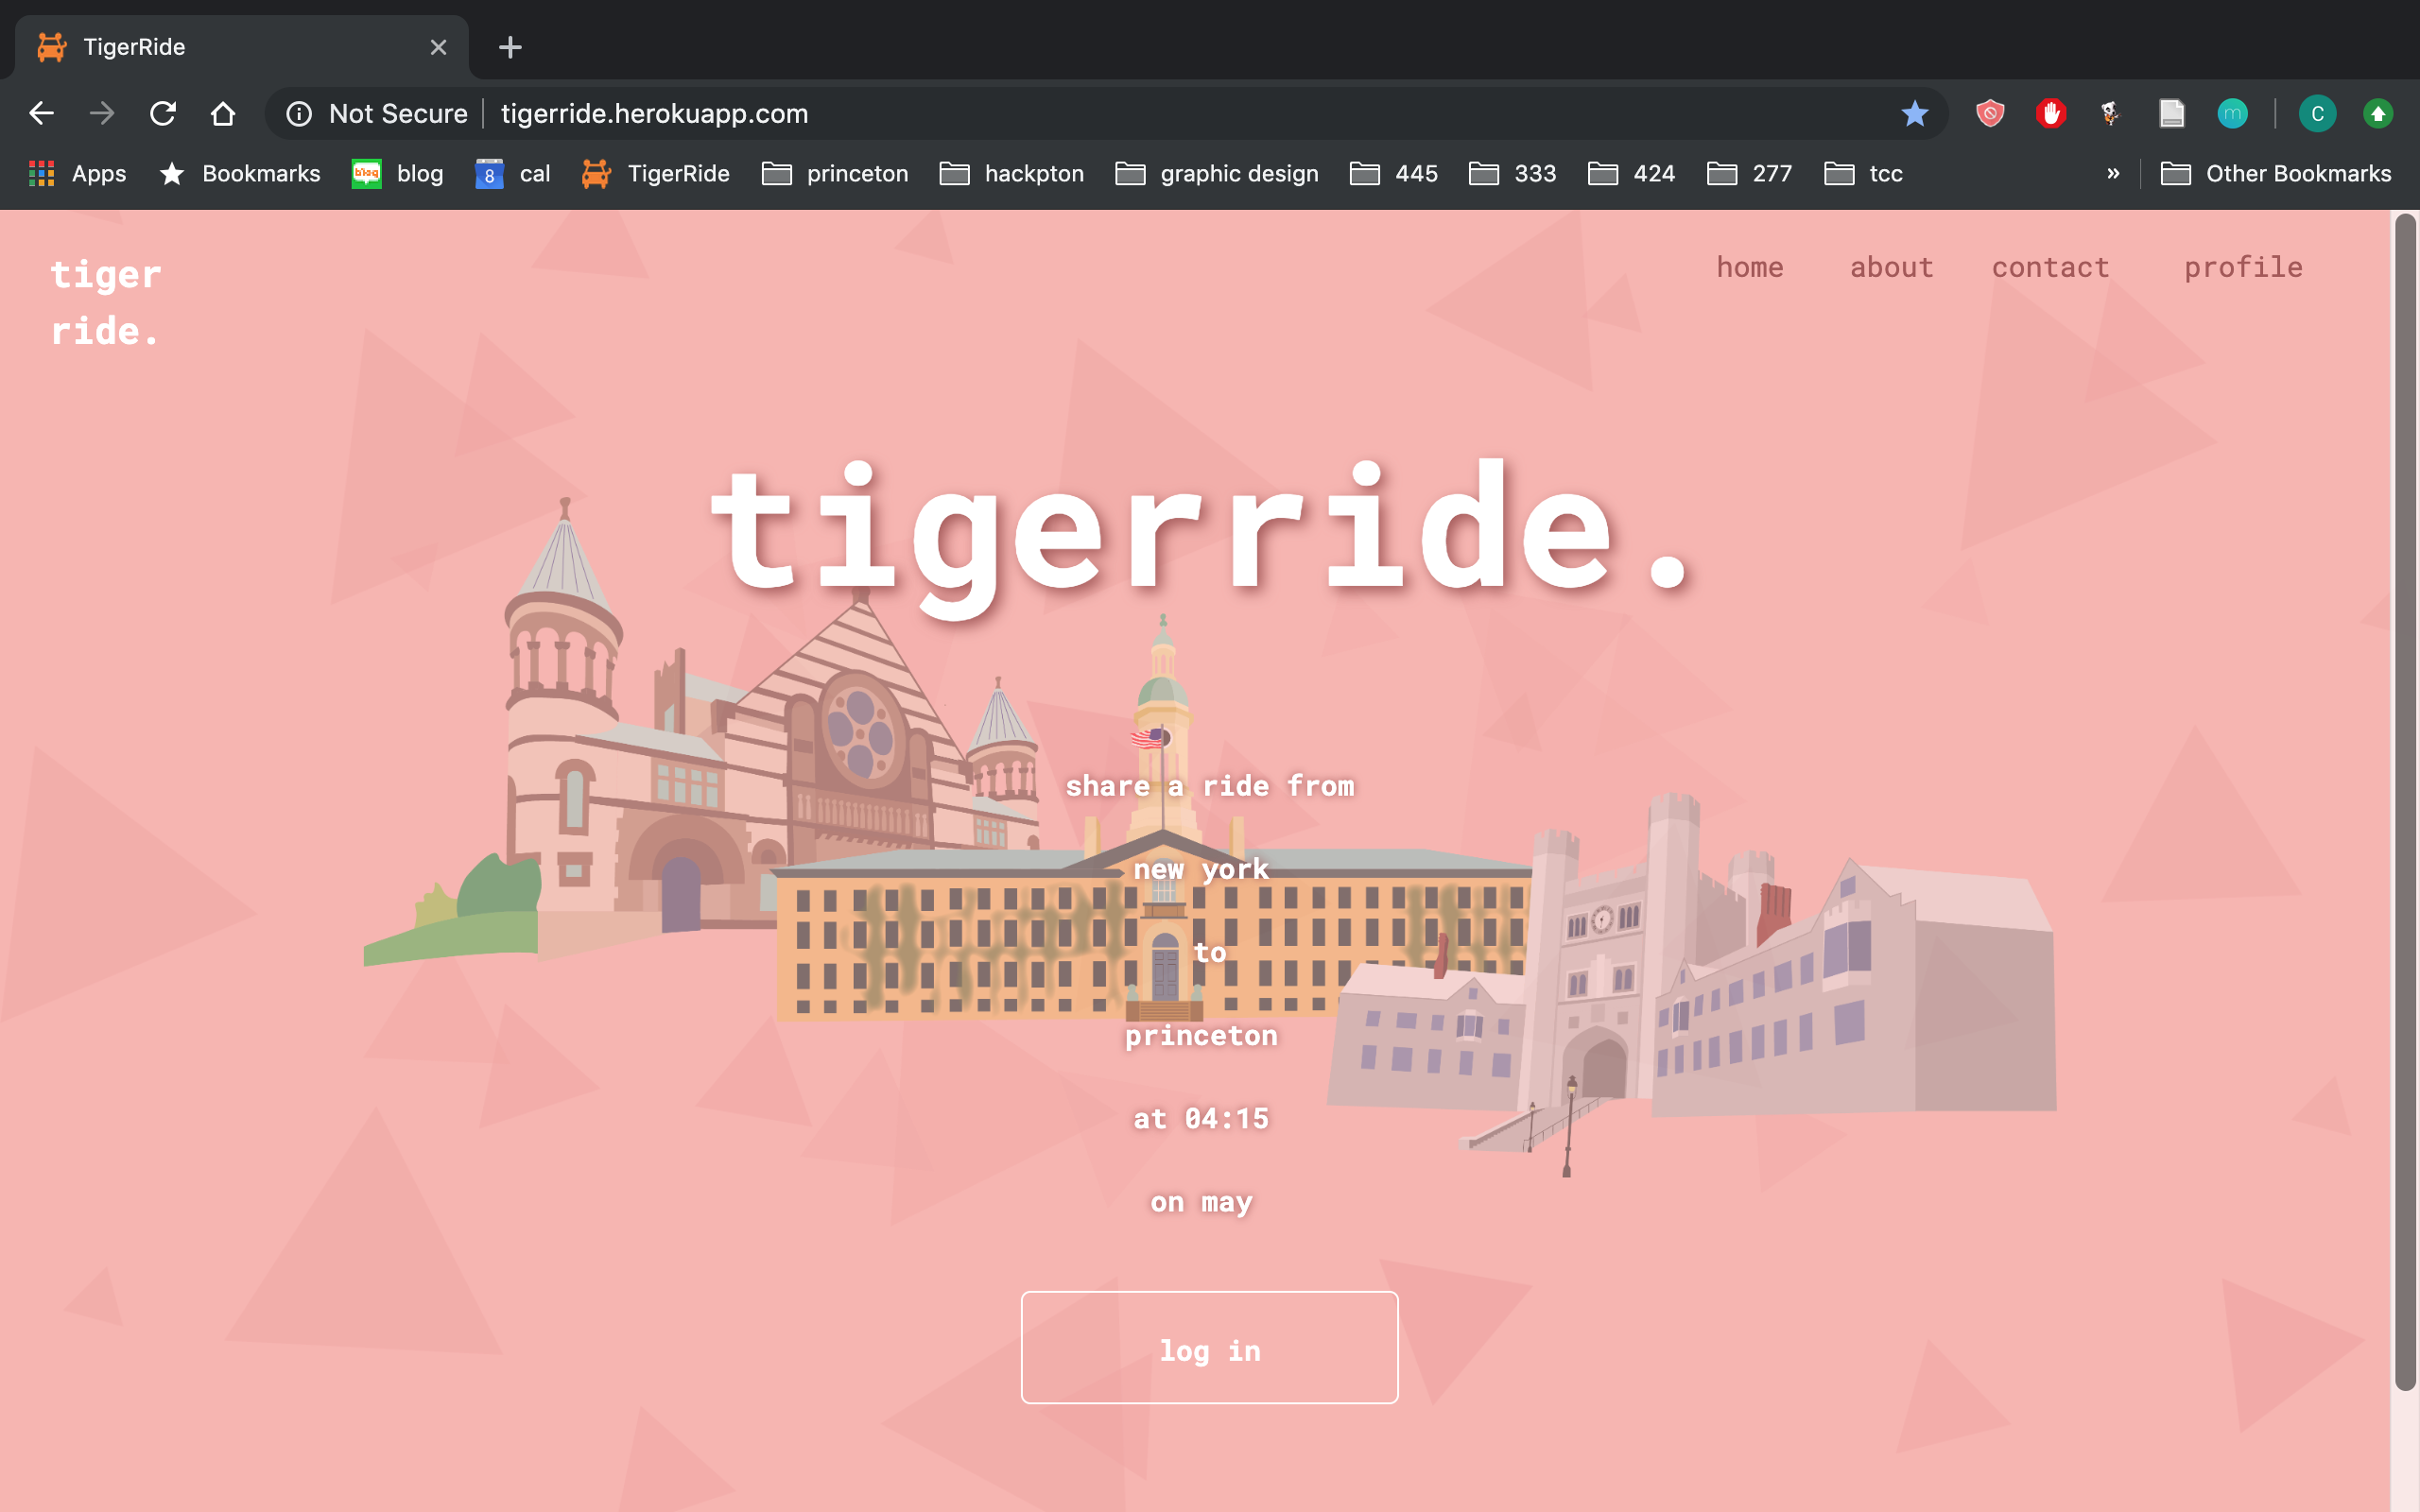 TigerRide
Not Secure
tigerride.herokuapp.com
C
Apps
Bookmarks
blog
blog
8
cal
TigerRide
princeton
hackpton
graphic design
445
333
424
277
tcc
»
Other Bookmarks
tiger
ride.
home
about
contact
profile
tigerride.
share a ride from
new york
to
princeton
at 04:15
on may
log in